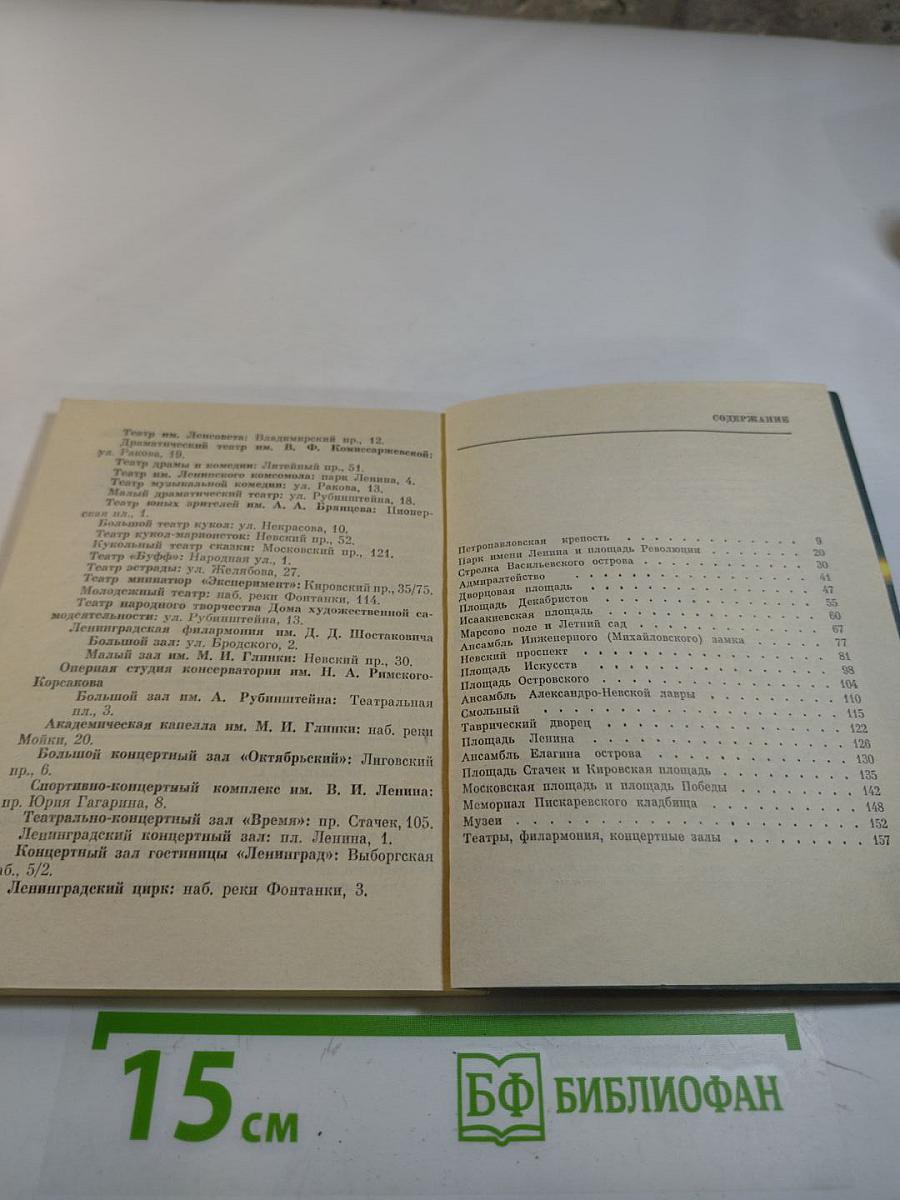 Театр им. Ленсовета: Владимирский пр., 12.
Драматический театр им. В. Ф. Комиссаржевской:
ул. Ракова, 19.
Театр драмы и комедии: Литейный пр., 51.
Театр им. Ленинского комсомола: парк Ленина, 4.
Театр музыкальной комедии: ул. Ракова, 13.
Малый драматический театр: ул. Рубинштейна, 18.
Театр юных зрителей им. А. А. Брянцева: Пионер-
ская пл., 1.
Большой театр кукол: ул. Некрасова, 10.
Театр кукол-марионеток: Невский пр., 52.
Кукольный театр сказки: Московский пр., 121.
Театр «Буфф»: Народная ул., 1.
Театр эстрады: ул. Желябова, 27.
Театр миниатюр «Эксперимент»: Кировский пр., 35/75.
Молодежный театр: наб. реки Фонтанки, 114.
Театр народного творчества Дома художественной са-
модеятельности: ул. Рубинштейна, 13.
Ленинградская филармония им. Д. Д. Шостаковича
Большой зал: ул. Бродского, 2.
Малый зал им. М. И. Глинки: Невский пр., 30.
Оперная студия консерватории им. Н. А. Римского-
Корсакова
Большой зал им. А. Рубинштейна: Театральная
пл., 3.
Академическая капелла им. М. И. Глинки: наб. реки
Мойки, 20.
Большой концертный зал «Октябрьский»: Лиговский
пр., 6.
Спортивно-концертный комплекс им. В. И. Ленина:
пр. Юрия Гагарина, 8.
Театрально-концертный зал «Время»: пр. Стачек, 105.
Ленинградский концертный зал: пл. Ленина, 1.
Концертный зал гостиницы «Ленинград»: Выборгская
аб., 5/2.
Ленинградский цирк: наб. реки Фонтанки, 3.
СОДЕРЖАНИЕ
Петропавловская крепость . . . . . . . . . . 9
Парк имени Ленина и площадь Революции . . . . . . 20
Стрелка Васильевского острова . . . . . . . . . 30
Адмиралтейство . . . . . . . . . . . . 41
Дворцовая площадь . . . . . . . . . . . 47
Площадь Декабристов . . . . . . . . . . 55
Исаакиевская площадь . . . . . . . . . . 60
Марсово поле и Летний сад . . . . . . . . . 67
Ансамбль Инженерного (Михайловского) замка . . . . 77
Невский проспект . . . . . . . . . . . 81
Площадь Искусств . . . . . . . . . . . 98
Площадь Островского . . . . . . . . . . 104
Ансамбль Александро-Невской лавры . . . . . . . 110
Смольный . . . . . . . . . . . . . 115
Таврический дворец . . . . . . . . . . 122
Площадь Ленина . . . . . . . . . . . 126
Ансамбль Елагина острова . . . . . . . . . 130
Площадь Стачек и Кировская площадь . . . . . . . 135
Московская площадь и площадь Победы . . . . . . 142
Мемориал Пискаревского кладбища . . . . . . . 148
Музеи . . . . . . . . . . . . . . 152
Театры, филармония, концертные залы . . . . . . 157
15 см
БФ БИБЛИОФАН